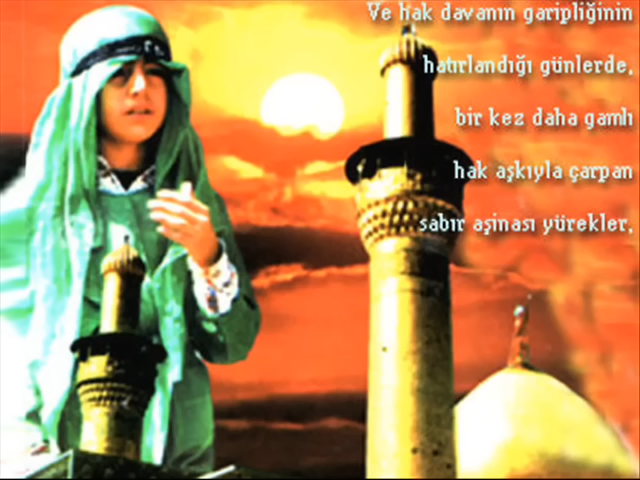 Ve hak davanın garipliğinin
hatırlandığı günlerde,
bir kez daha gamlı
hak aşkıyla çarpan
sabır aşinası yürekler,